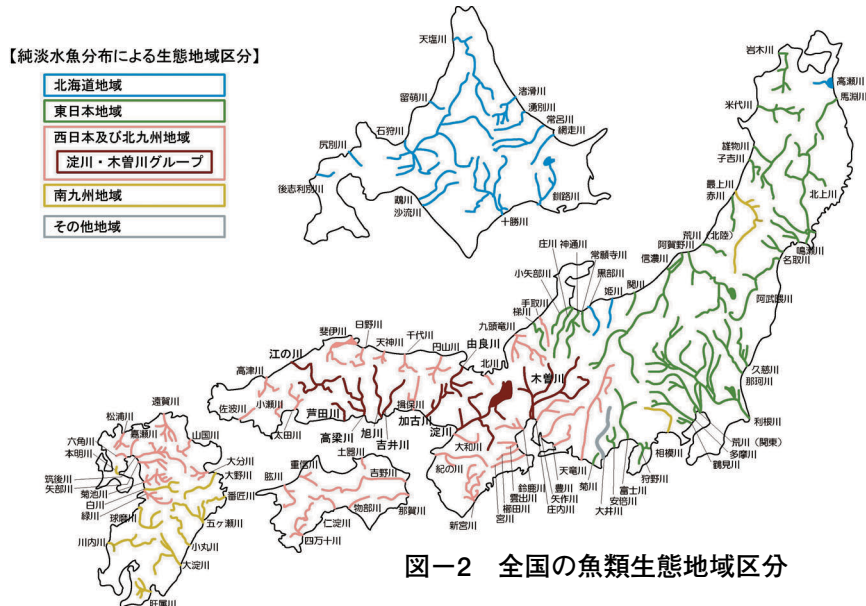 【純淡水魚分布による生態地域区分】
北海道地域
東日本地域
西日本及び北九州地域
淀川・木曽川グループ
南九州地域
その他地域
天塩川
留萌川
石狩川
尻別川
後志利別川
鵡川
沙流川
十勝川
釧路川
渚滑川
湧別川
常呂川
網走川
岩木川
高瀬川
馬淵川
米代川
雄物川
子吉川
最上川
赤川
北上川
荒川（北陸）
阿賀野川
信濃川
鳴瀬川
名取川
阿武隈川
関川
姫川
黒部川
常願寺川
神通川
庄川
小矢部川
手取川
梯川
九頭竜川
北川
由良川
円山川
千代川
天神川
日野川
斐伊川
江の川
高津川
佐波川
小瀬川
太田川
芦田川
高梁川
旭川
吉井川
揖保川
加古川
淀川
木曽川
大和川
紀の川
新宮川
宮川
櫛田川
雲出川
鈴鹿川
庄内川
矢作川
豊川
天竜川
菊川
大井川
安倍川
富士川
狩野川
相模川
鶴見川
多摩川
荒川（関東）
利根川
那珂川
久慈川
土器川
吉野川
那賀川
物部川
仁淀川
四万十川
肱川
重信川
遠賀川
松浦川
六角川
嘉瀬川
本明川
筑後川
矢部川
菊池川
白川
緑川
球磨川
川内川
肝属川
大淀川
小丸川
五ヶ瀬川
番匠川
大野川
大分川
山国川
図－2　全国の魚類生態地域区分